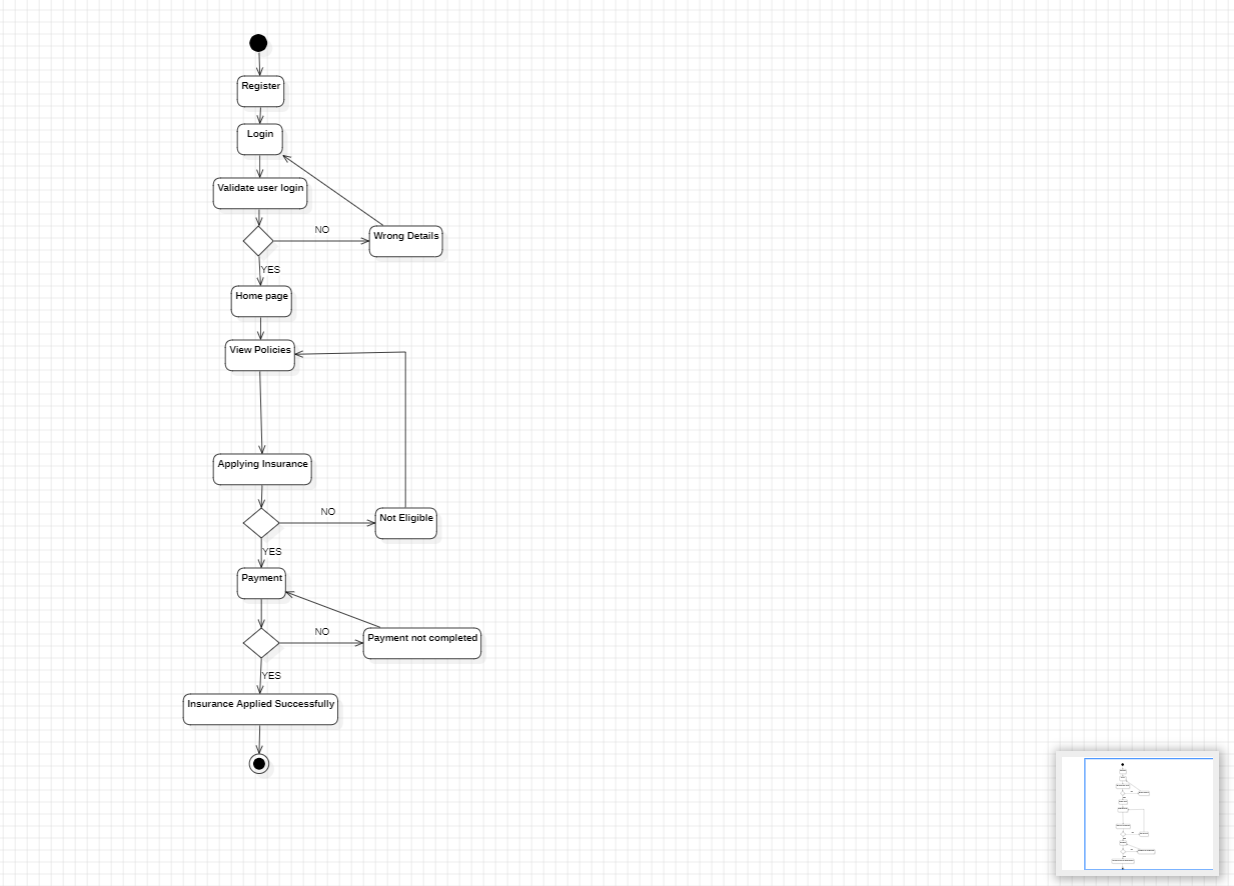 Register
Login
Validate user login
NO
Wrong Details
YES
Home page
View Policies
Applying Insurance
NO
Not Eligible
YES
Payment
NO
Payment not completed
YES
Insurance Applied Successfully